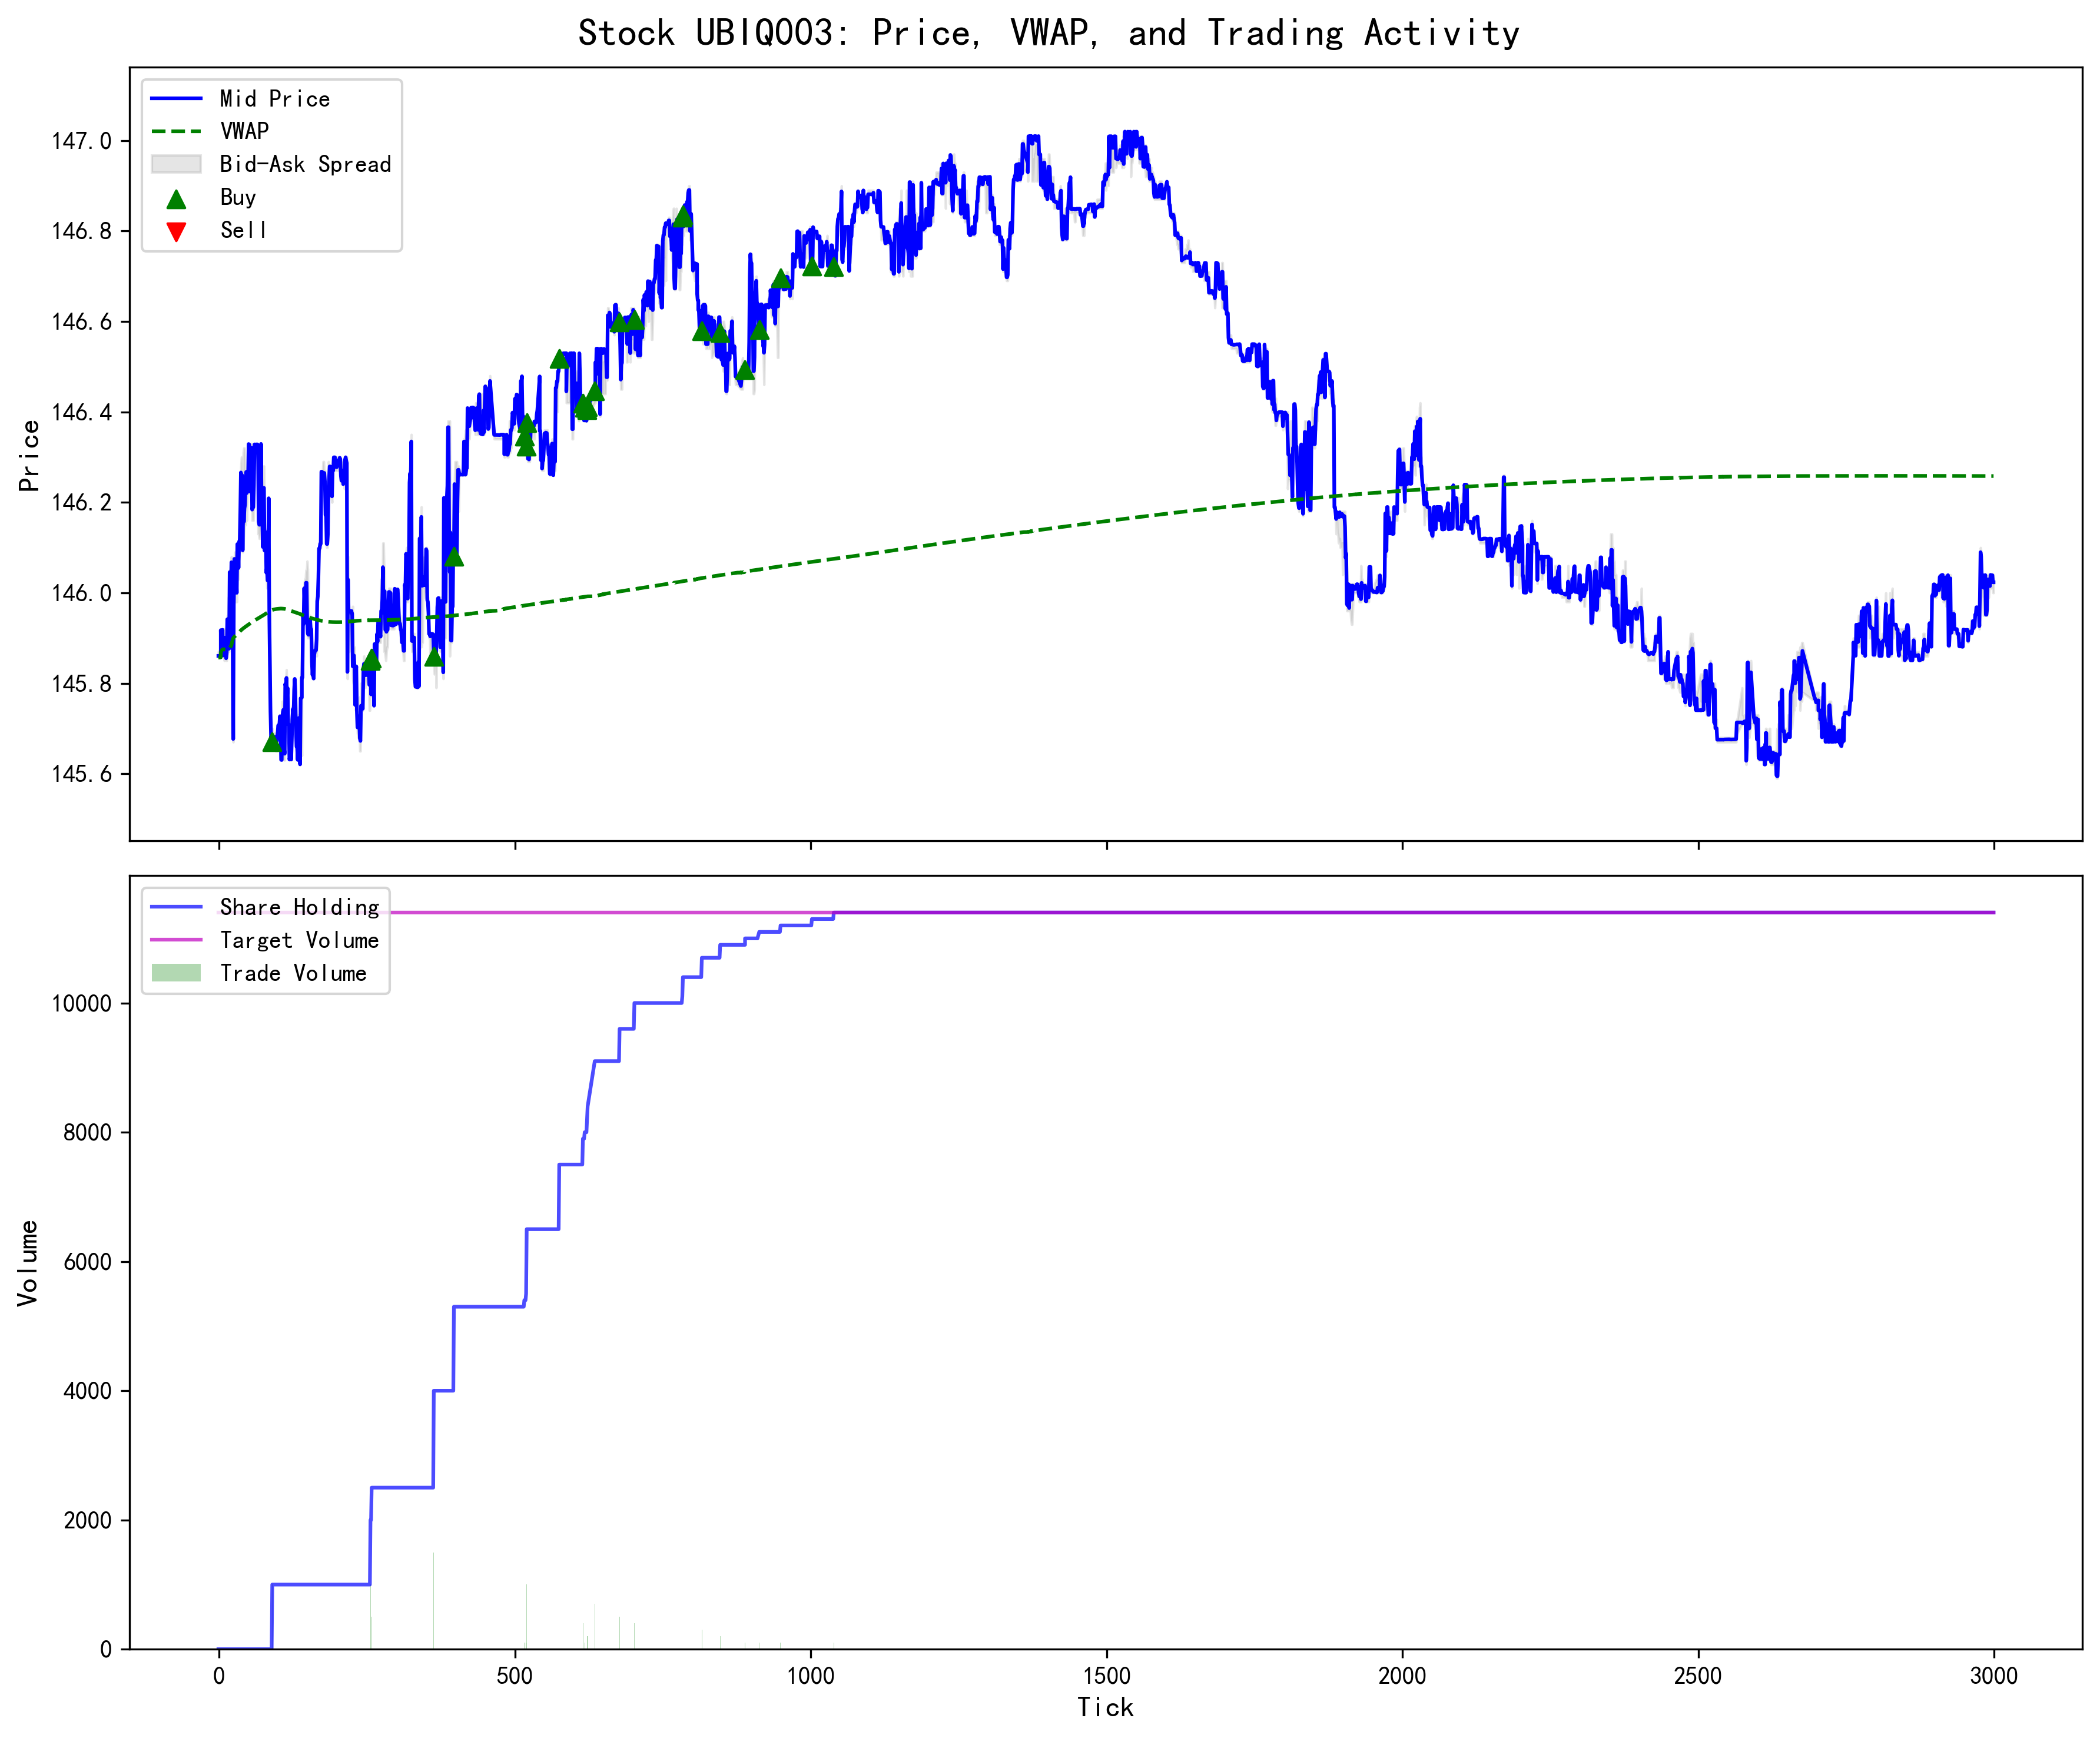 Stock UBIQ003: Price, VWAP, and Trading Activity
Mid Price
VWAP
Bid-Ask Spread
Buy
Sell
147.0
146.8
146.6
146.4
146.2
146.0
145.8
145.6
Price
Share Holding
Target Volume
Trade Volume
10000
8000
6000
4000
2000
0
Volume
0 500 1000 1500 2000 2500 3000
Tick